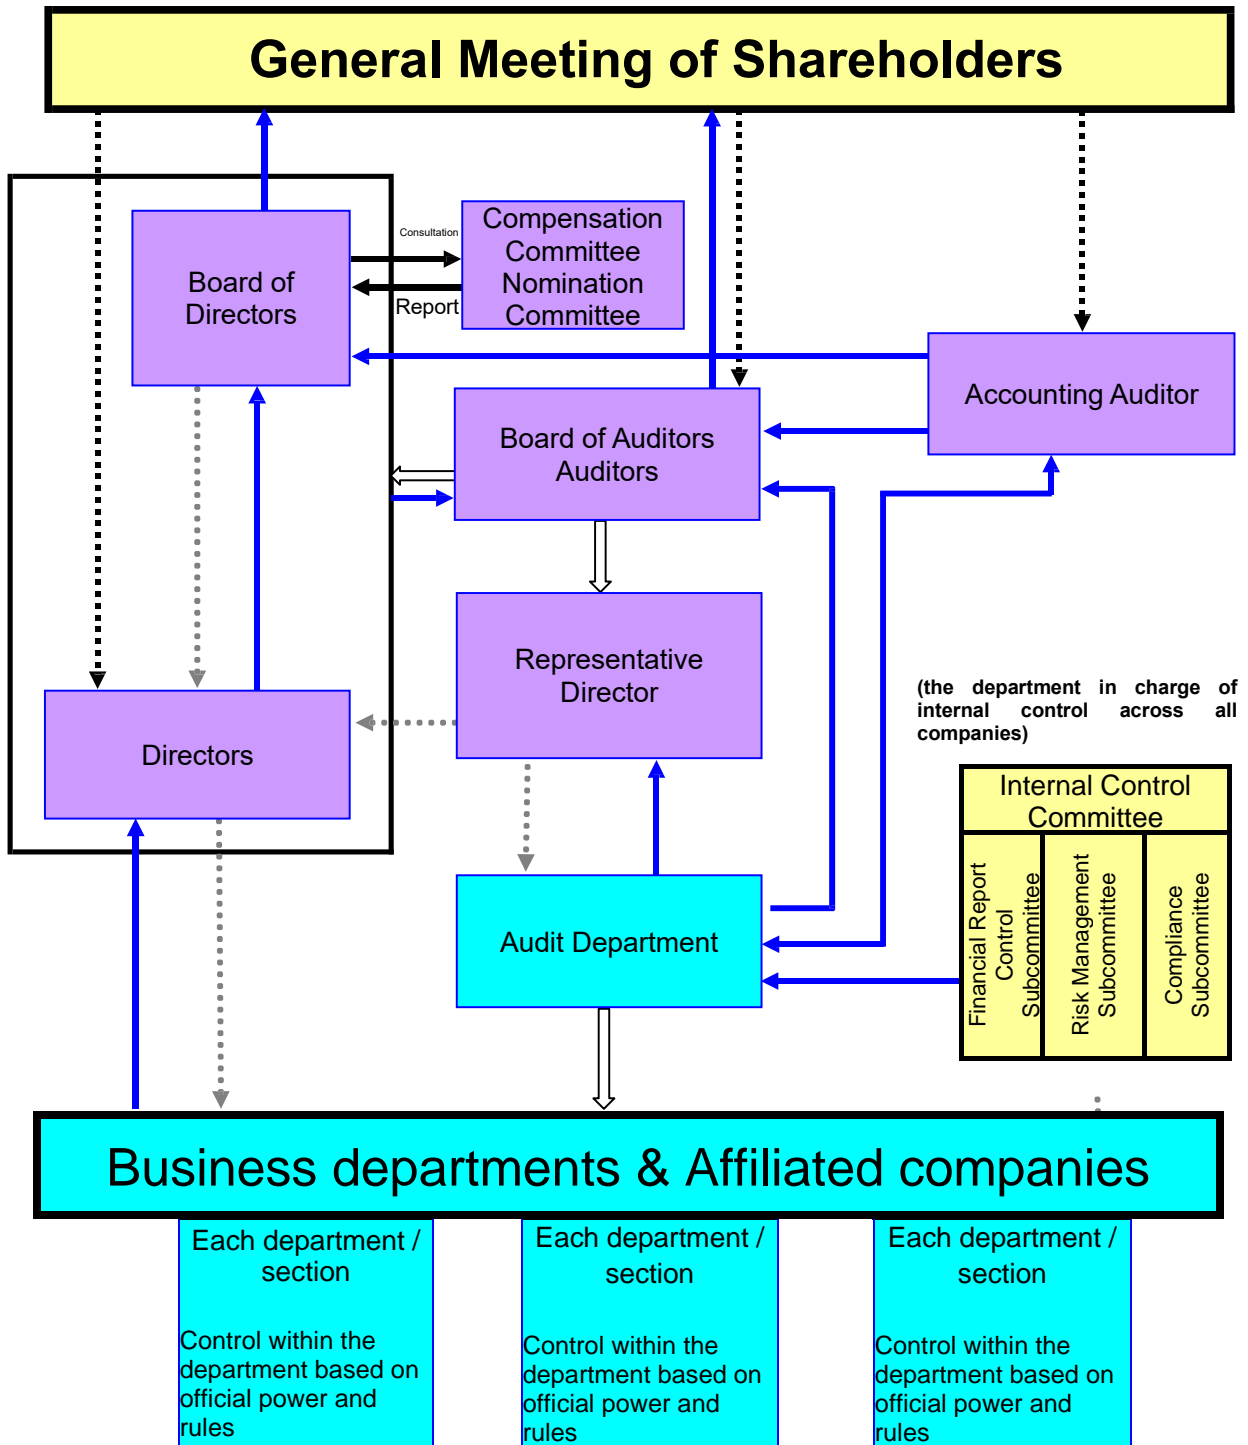 General Meeting of Shareholders
Board of
Directors
Consultation
Report
Compensation
Committee
Nomination
Committee
Accounting Auditor
Board of Auditors
Auditors
Representative
Director
Directors
(the department in charge of
internal control across all
companies)
Internal Control
Committee
Financial Report
Control
Subcommittee
Risk Management
Subcommittee
Compliance
Subcommittee
Audit Department
Business departments & Affiliated companies
Each department /
section
Control within the
department based on
official power and
rules
Each department /
section
Control within the
department based on
official power and
rules
Each department /
section
Control within the
department based on
official power and
rules